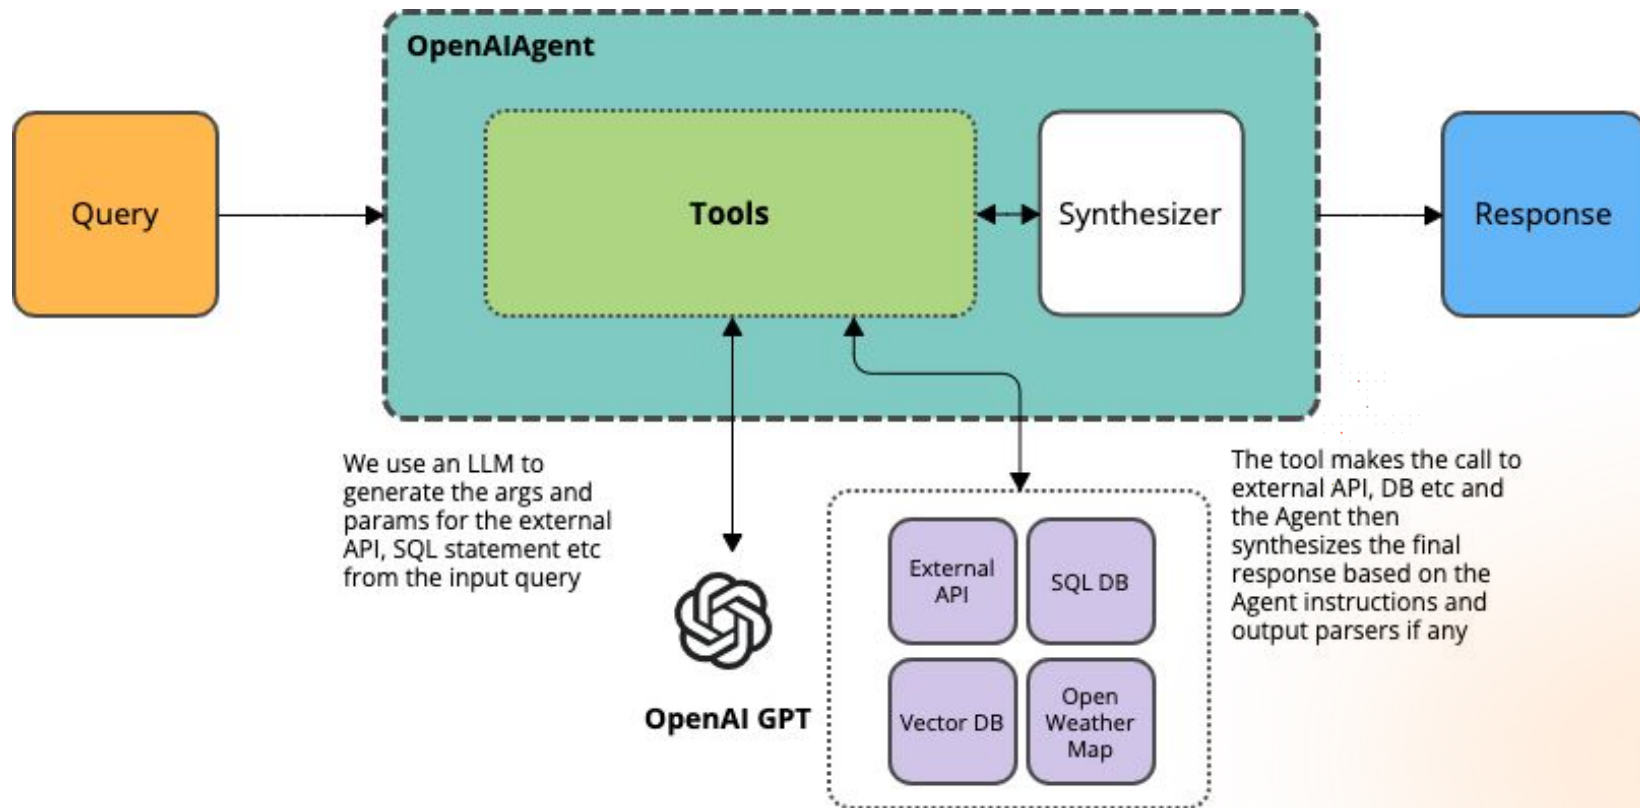 OpenAIAgent
Query
Tools
Synthesizer
Response
We use an LLM to
generate the args and
params for the external
API, SQL statement etc
from the input query
OpenAI GPT
External
API
SQL DB
Vector DB
Open
Weather
Map
The tool makes the call to
external API, DB etc and
the Agent then
synthesizes the final
response based on the
Agent instructions and
output parsers if any